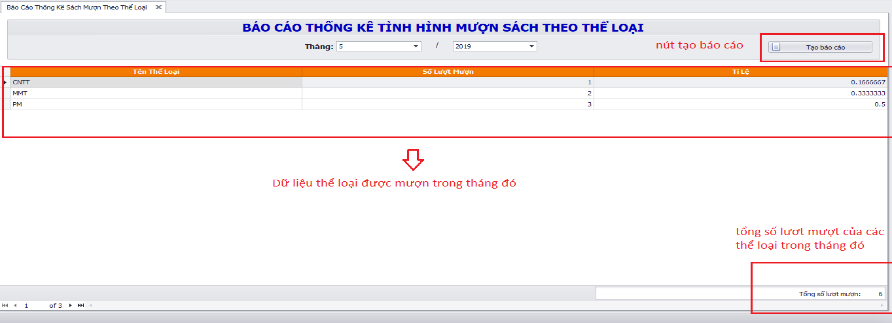 Báo Cáo Thống Kê Sách Mượn Theo Thể Loại
BÁO CÁO THỐNG KÊ TÌNH HÌNH MƯỢN SÁCH THEO THỂ LOẠI
Tháng: 5 / 2019
nút tạo báo cáo
Tạo báo cáo
Tên Thể Loại Số Lượt Mượn Tỉ Lệ
CNTT 1 0.1666667
MMT 2 0.3333333
PM 3 0.5
Dữ liệu thể loại được mượn trong tháng đó
tổng số lượt mượt của các
thể loại trong tháng đó
Tổng số lượt mượn: 6
1 of 3